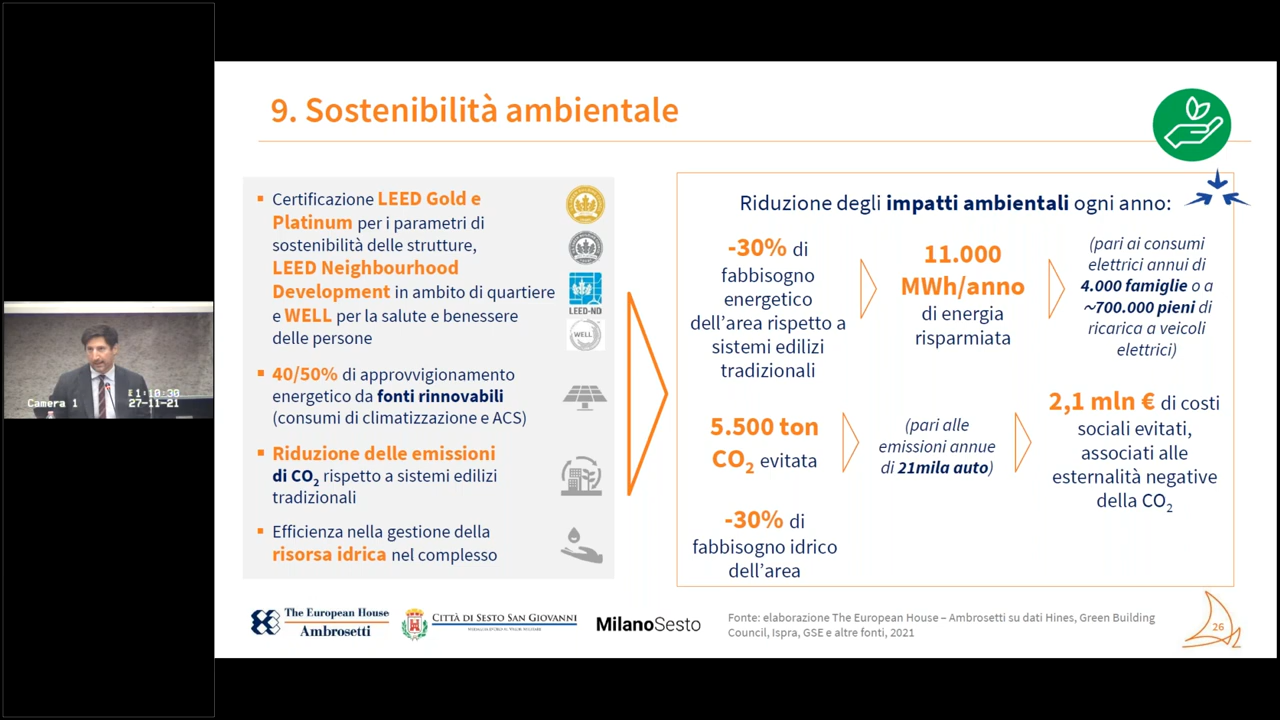 9. Sostenibilità ambientale
Certificazione LEED Gold e
Platinum per i parametri di
sostenibilità delle strutture,
LEED Neighbourhood
Development in ambito di quartiere
e WELL per la salute e benessere
delle persone
LEED-ND
WELL
40/50% di approvvigionamento
energetico da fonti rinnovabili
(consumi di climatizzazione e ACS)
Riduzione delle emissioni
di CO2 rispetto a sistemi edilizi
tradizionali
Efficienza nella gestione della
risorsa idrica nel complesso
Riduzione degli impatti ambientali ogni anno:
-30% di
fabbisogno
energetico
dell'area rispetto a
sistemi edilizi
tradizionali
11.000
MWh/anno
di energia
risparmiata
(pari ai consumi
elettrici annui di
4.000 famiglie o a
~700.000 pieni di
ricarica a veicoli
elettrici)
5.500 ton
CO2 evitata
(pari alle
emissioni annue
di 21mila auto)
2,1 mln € di costi
sociali evitati,
associati alle
esternalità negative
della CO2
-30% di
fabbisogno idrico
dell'area
The European House
Ambrosetti
CITTÀ DI SESTO SAN GIOVANNI
MilanoSesto
Fonte: elaborazione The European House – Ambrosetti su dati Hines, Green Building
Council, Ispra, GSE e altre fonti, 2021
26
Camera 1
27-11-21